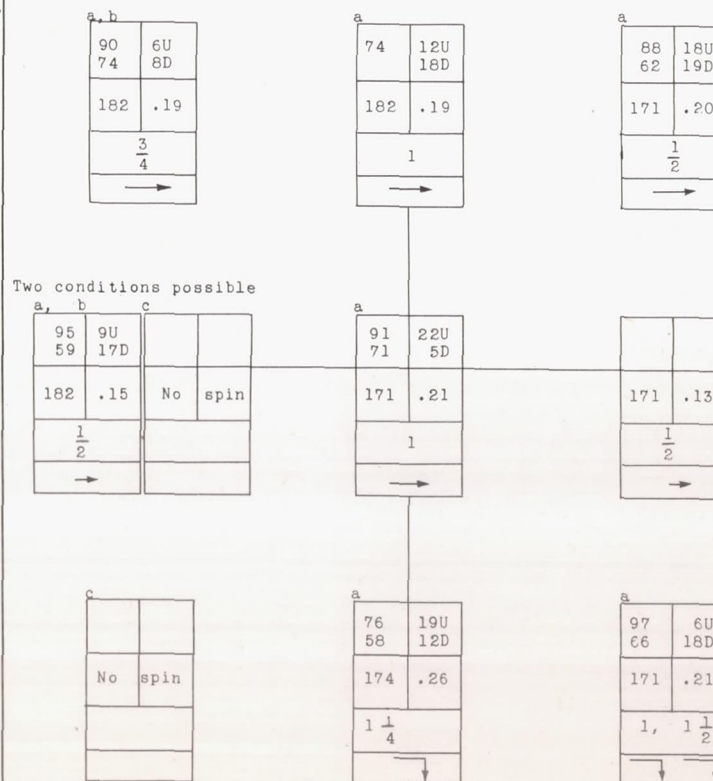 a, b
90 6U
74 8D
182 .19
3/4
a
74 12U
18D
182 .19
1
a
88 18U
62 19D
171 .20
1/2
Two conditions possible
a, b
95 9U
59 17D
182 .15
1/2
c
No spin
a
91 22U
71 5D
171 .21
1
171 .13
1/2
c
No spin
a
76 19U
58 12D
174 .26
1 1/4
a
97 6U
66 18D
171 .21
1, 1 1/2